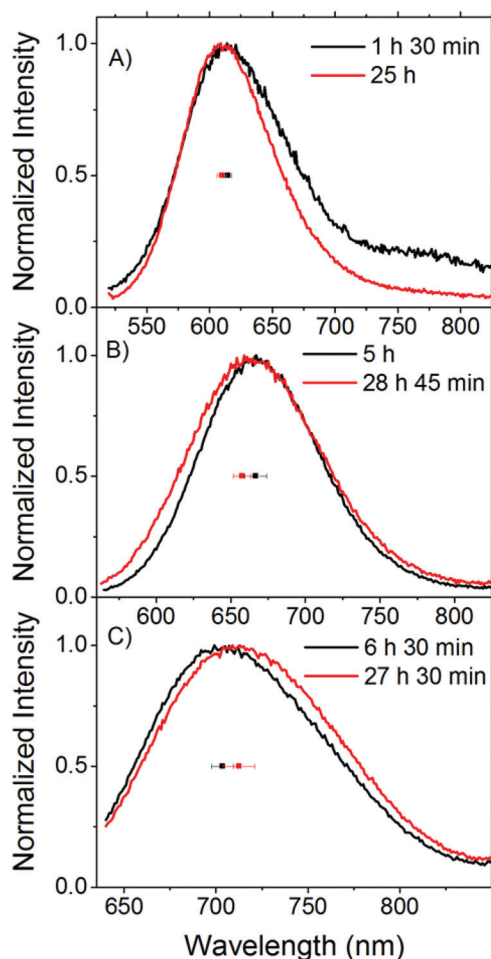 A)
1 h 30 min
25 h
Normalized Intensity
1.0
0.5
0.0
550 600 650 700 750 800
B)
5 h
28 h 45 min
Normalized Intensity
1.0
0.5
0.0
600 650 700 750 800
C)
6 h 30 min
27 h 30 min
Normalized Intensity
1.0
0.5
0.0
650 700 750 800
Wavelength (nm)